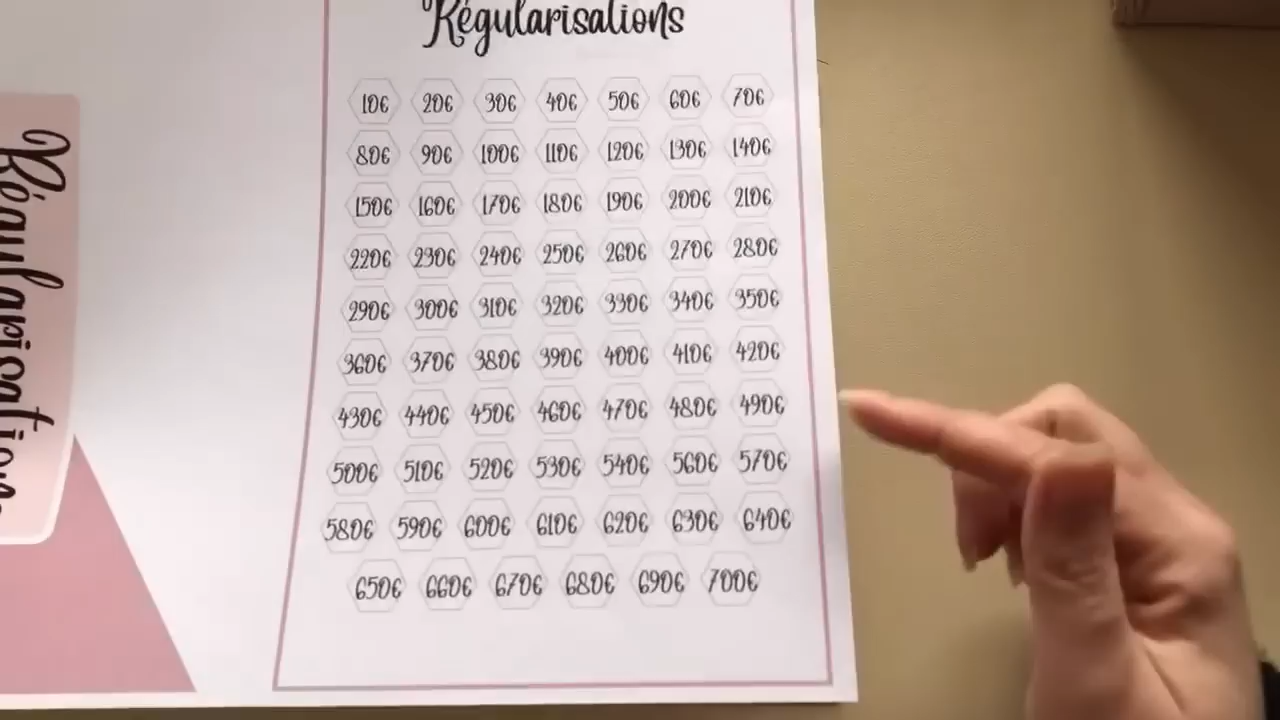 Régularisations
10€ 20€ 30€ 40€ 50€ 60€ 70€
80€ 90€ 100€ 110€ 120€ 130€ 140€
150€ 160€ 170€ 180€ 190€ 200€ 210€
220€ 230€ 240€ 250€ 260€ 270€ 280€
290€ 300€ 310€ 320€ 330€ 340€ 350€
360€ 370€ 380€ 390€ 400€ 410€ 420€
430€ 440€ 450€ 460€ 470€ 480€ 490€
500€ 510€ 520€ 530€ 540€ 560€ 570€
580€ 590€ 600€ 610€ 620€ 630€ 640€
650€ 660€ 670€ 680€ 690€ 700€
Régularisations